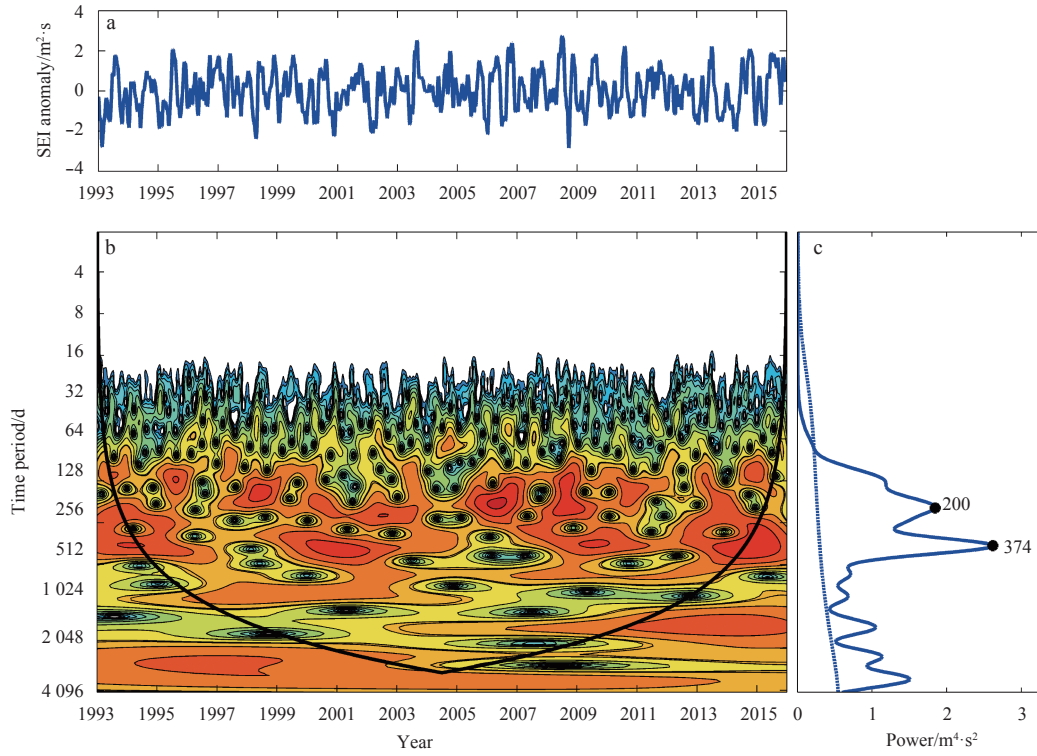 a
SEI anomaly/m²·s
4
2
0
−2
−4
1993 1995 1997 1999 2001 2003 2005 2007 2009 2011 2013 2015
b
Time period/d
4
8
16
32
64
128
256
512
1 024
2 048
4 096
1993 1995 1997 1999 2001 2003 2005 2007 2009 2011 2013 2015
Year
c
200
374
0 1 2 3
Power/m⁴·s²